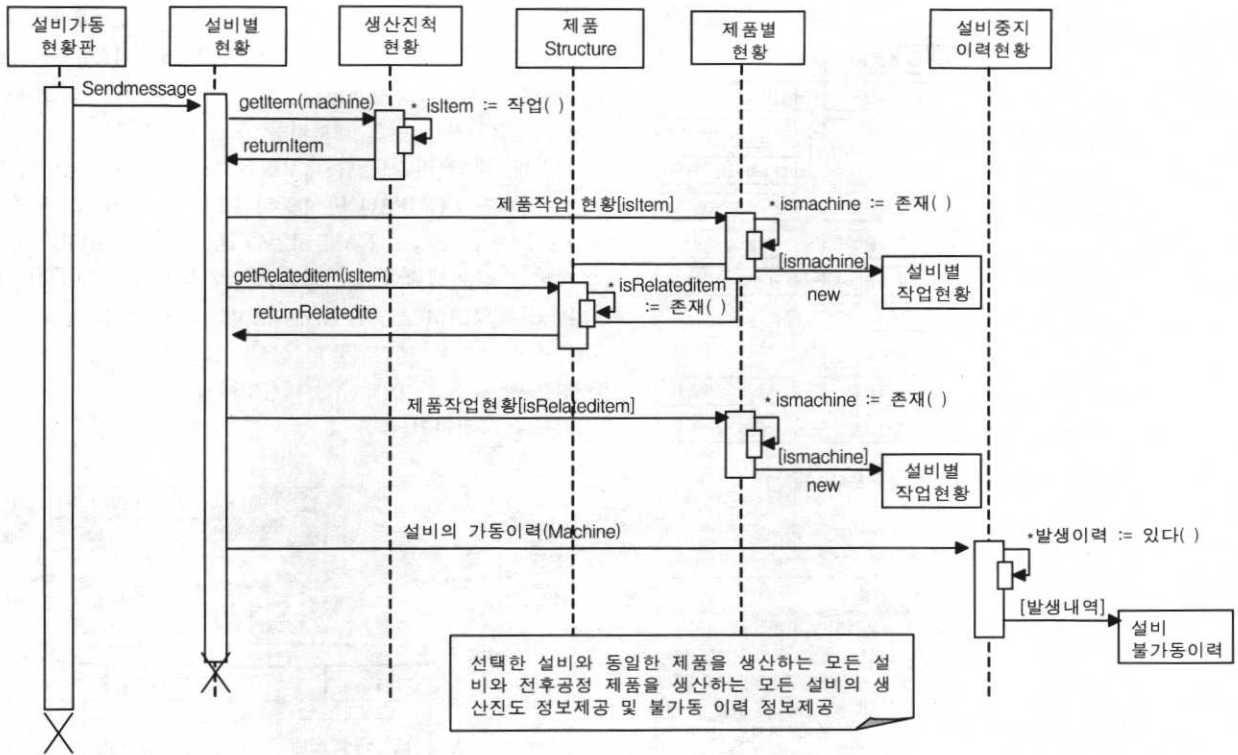 설비가동
현황판
설비별
현황
생산진척
현황
제품
Structure
제품별
현황
설비중지
이력현황
Sendmessage
getItem(machine)
* isItem := 작업( )
returnItem
제품작업 현황[isItem]
* ismachine := 존재( )
[ismachine]
new
설비별
작업현황
getRelateditem(isItem)
* isRelateditem
:= 존재( )
returnRelatedite
제품작업현황[isRelateditem]
* ismachine := 존재( )
[ismachine]
new
설비별
작업현황
설비의 가동이력(Machine)
*발생이력 := 있다( )
[발생내역]
설비
불가동이력
선택한 설비와 동일한 제품을 생산하는 모든 설
비와 전후공정 제품을 생산하는 모든 설비의 생
산진도 정보제공 및 불가동 이력 정보제공